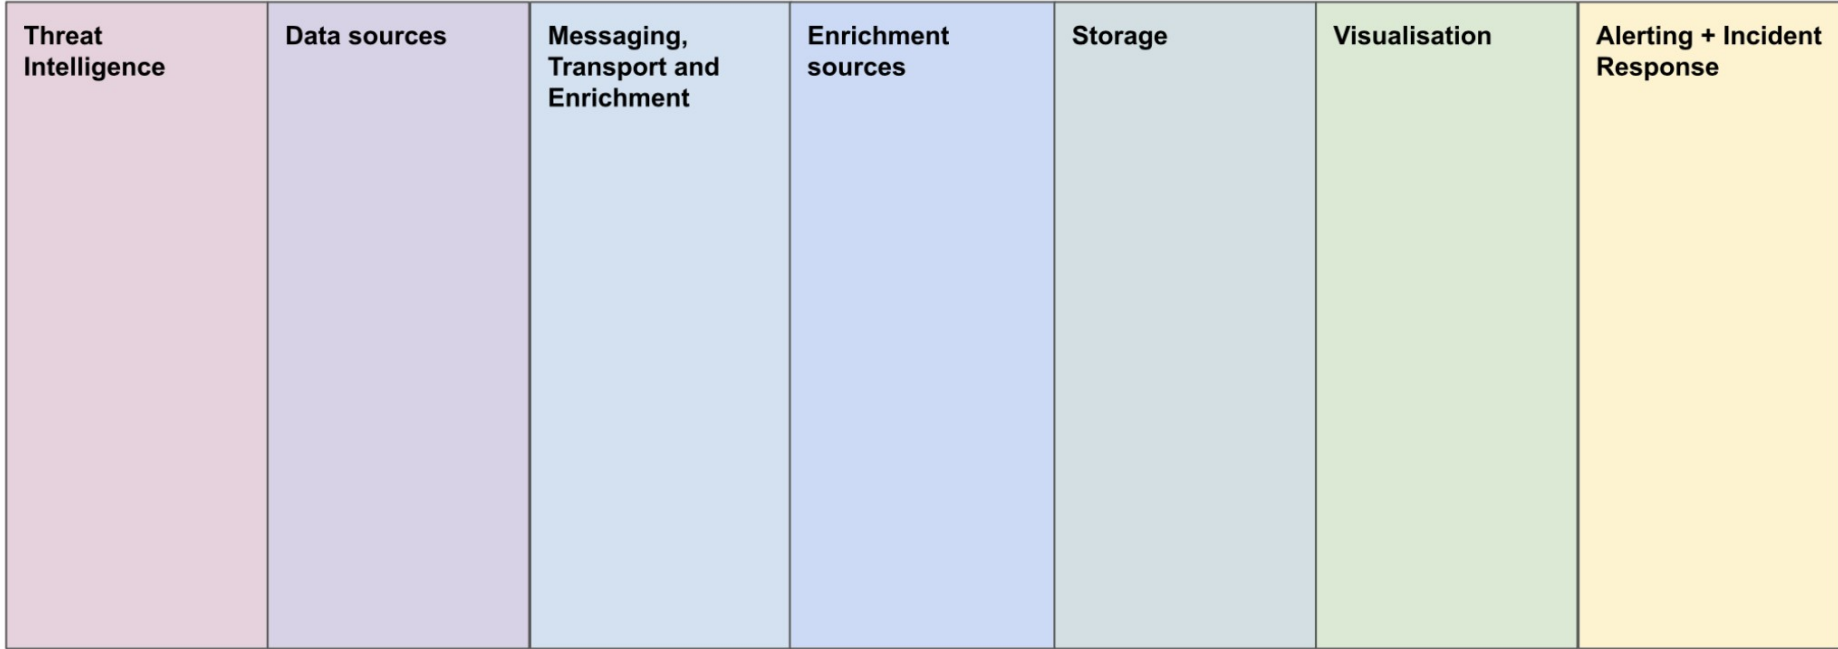 Threat
Intelligence
Data sources
Messaging,
Transport and
Enrichment
Enrichment
sources
Storage
Visualisation
Alerting + Incident
Response